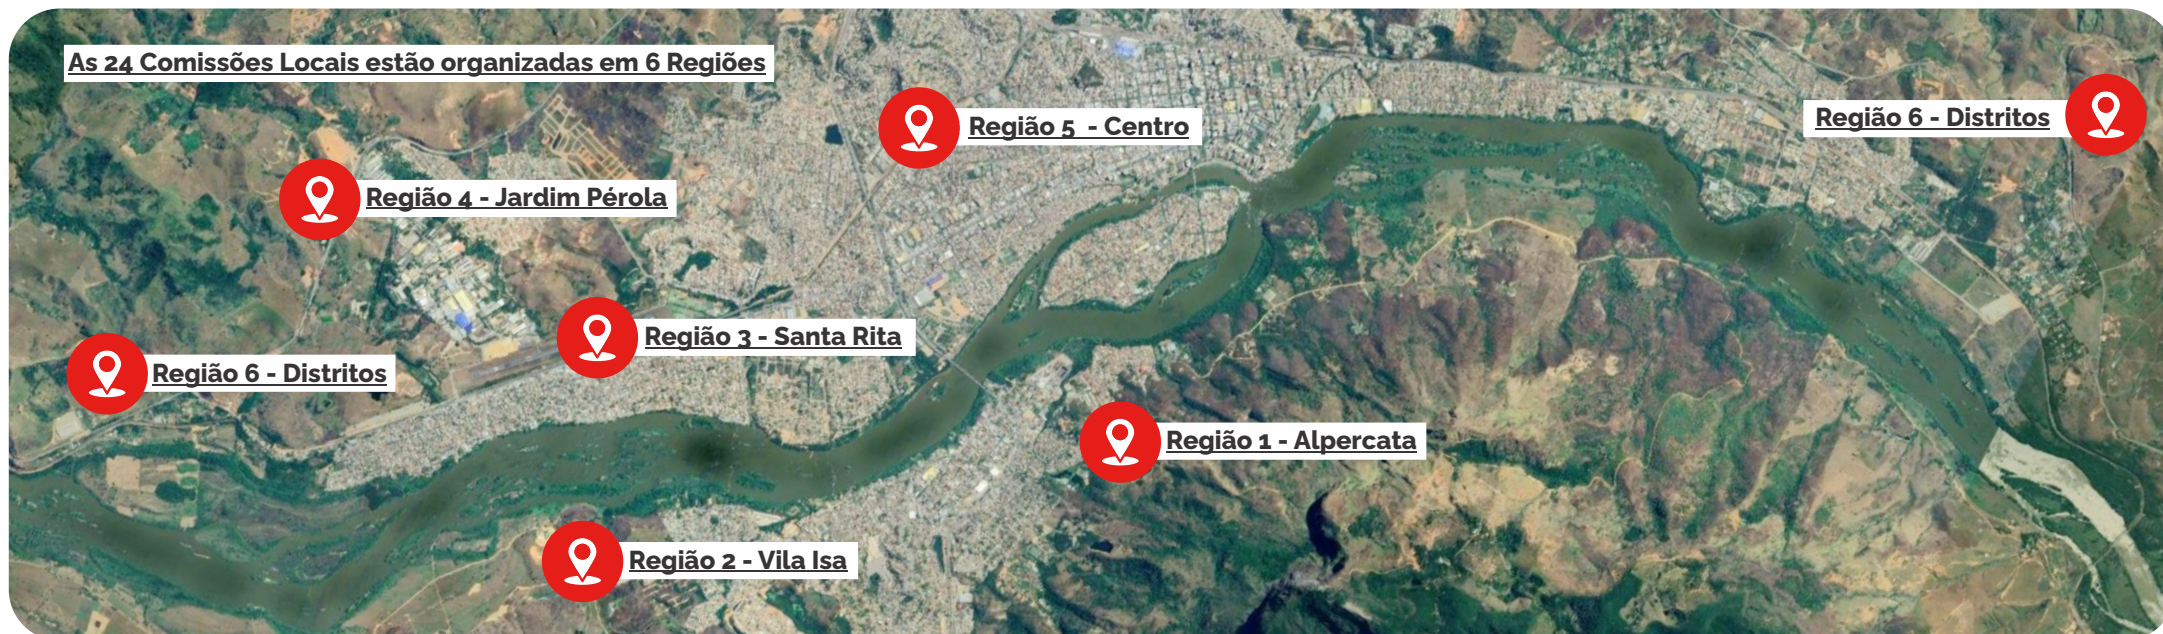 As 24 Comissões Locais estão organizadas em 6 Regiões
Região 5  - Centro
Região 6 - Distritos
Região 4 - Jardim Pérola
Região 3 - Santa Rita
Região 6 - Distritos
Região 1 - Alpercata
Região 2 - Vila Isa